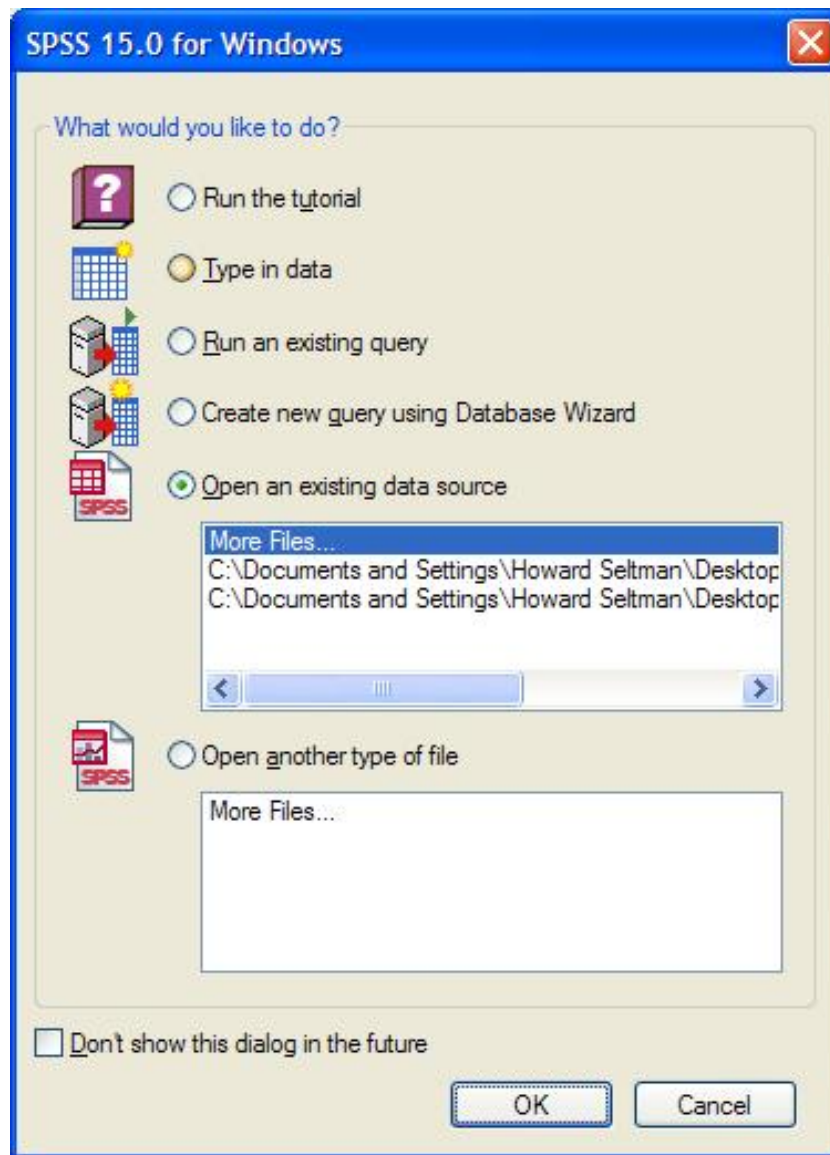 SPSS 15.0 for Windows
What would you like to do?
?
Run the tutorial
Type in data
Run an existing query
Create new query using Database Wizard
SPSS
Open an existing data source
More Files...
C:\Documents and Settings\Howard Seltman\Desktop
C:\Documents and Settings\Howard Seltman\Desktop
SPSS
Open another type of file
More Files...
Don't show this dialog in the future
OK
Cancel